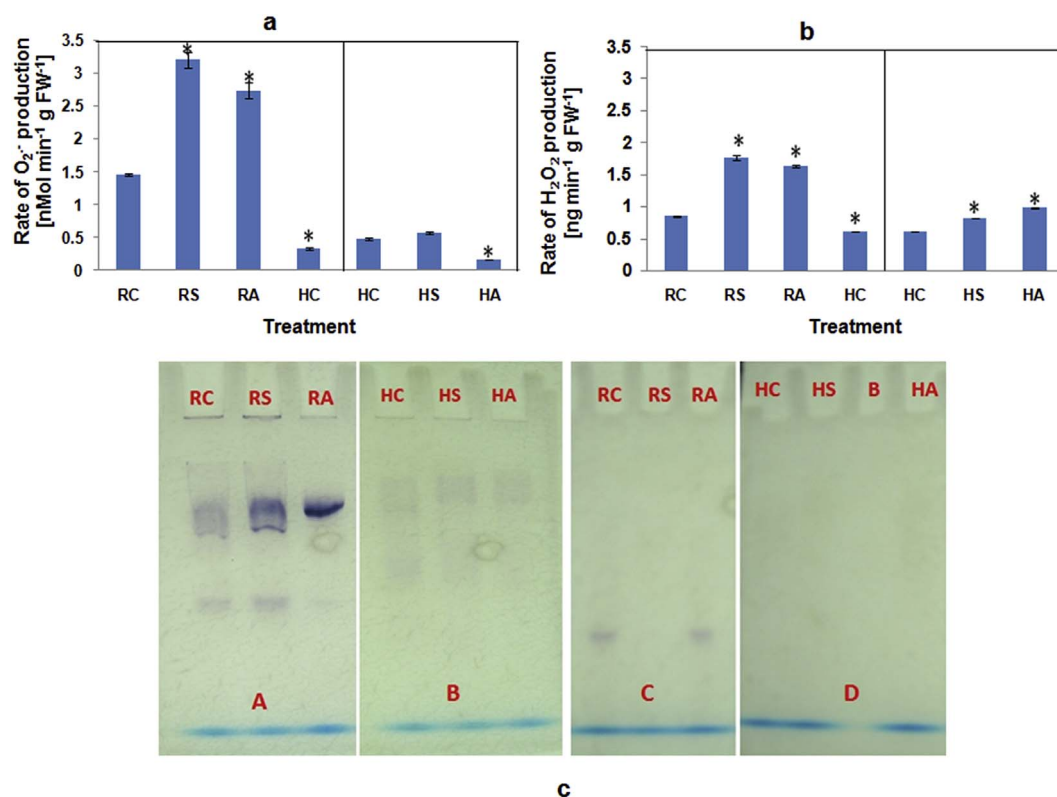 a
Rate of O₂·⁻ production
[nMol min⁻¹ g FW⁻¹]
3.5
3
2.5
2
1.5
1
0.5
0
* * * *
RC RS RA HC HC HS HA
Treatment
b
Rate of H₂O₂ production
[ng min⁻¹ g FW⁻¹]
3.5
3
2.5
2
1.5
1
0.5
0
* * * * *
RC RS RA HC HC HS HA
Treatment
RC RS RA
A
HC HS HA
B
RC RS RA
C
HC HS B HA
D
c